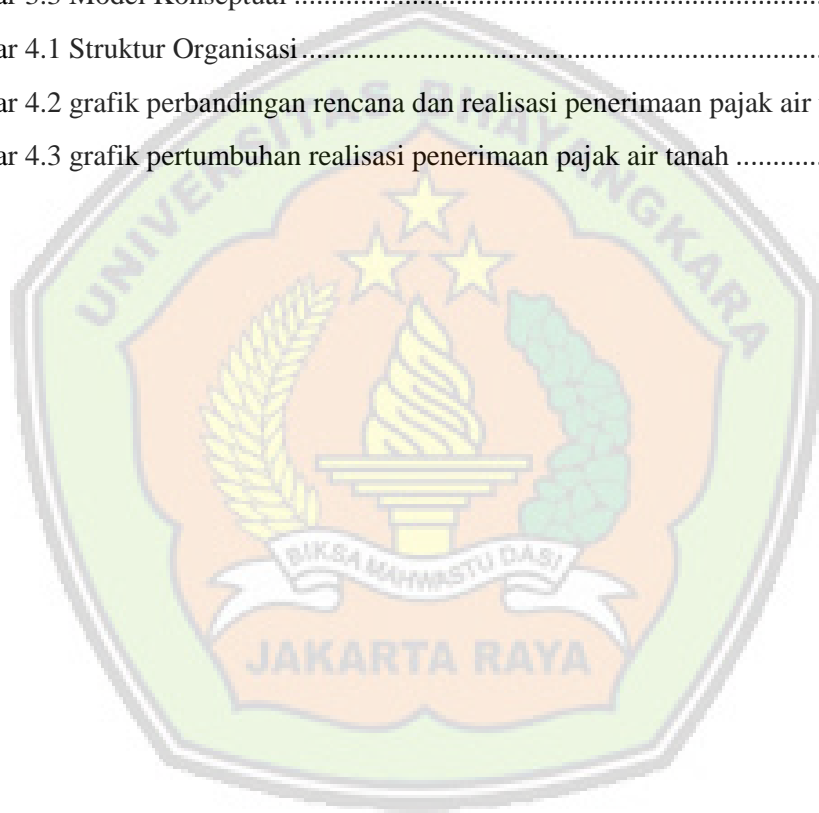 ar 3.3 Model Konseptual ........................................................................
ar 4.1 Struktur Organisasi ........................................................................
ar 4.2 grafik perbandingan rencana dan realisasi penerimaan pajak air
ar 4.3 grafik pertumbuhan realisasi penerimaan pajak air tanah ................
UNIVERSITAS BHAYANGKARA
BIKSA MAHWASTU DASI
JAKARTA RAYA